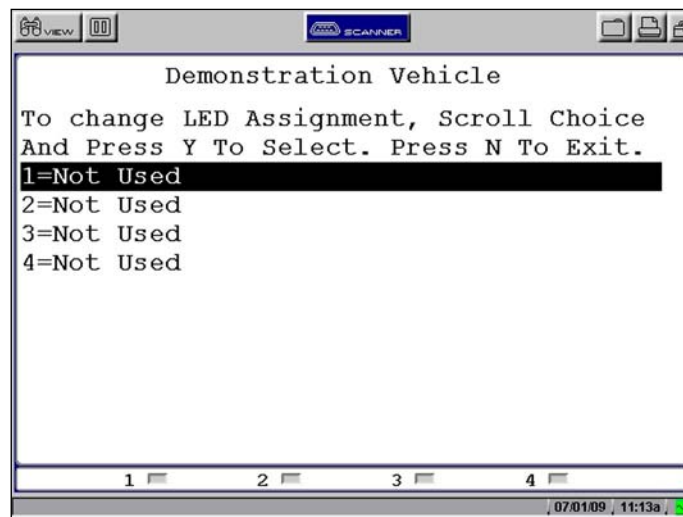 VIEW SCANNER
Demonstration Vehicle
To change LED Assignment, Scroll Choice
And Press Y To Select. Press N To Exit.
1=Not Used
2=Not Used
3=Not Used
4=Not Used
1 2 3 4
07/01/09 11:13a